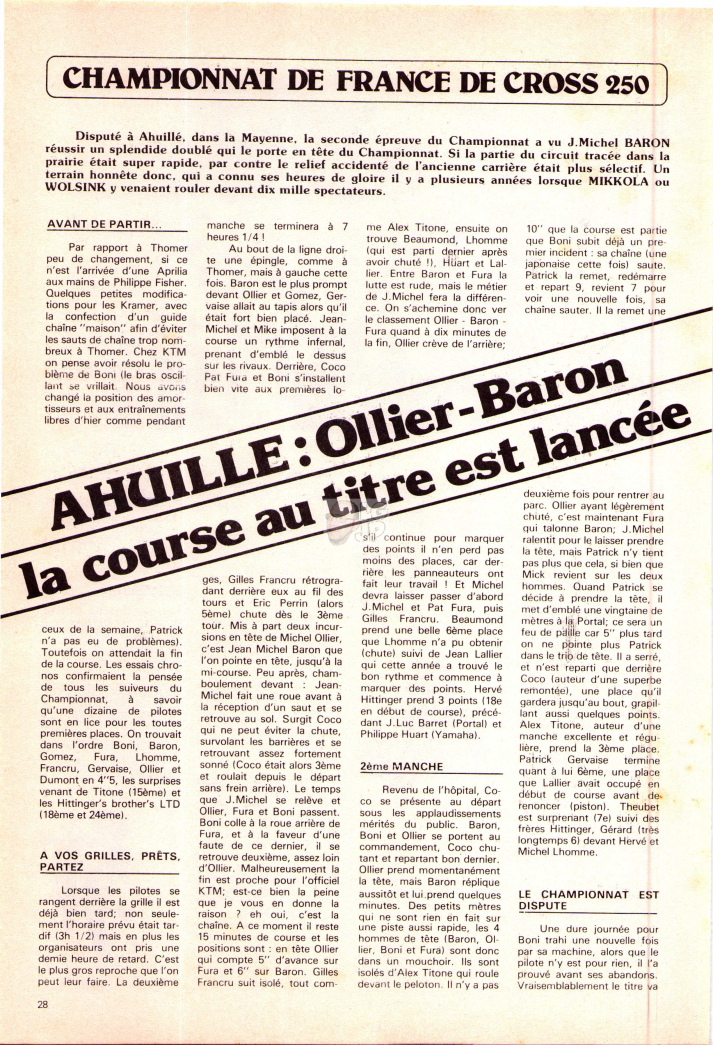 CHAMPIONNAT DE FRANCE DE CROSS 250
Disputé à Ahuillé, dans la Mayenne, la seconde épreuve du Championnat a vu J.Michel BARON
réussir un splendide doublé qui le porte en tête du Championnat. Si la partie du circuit tracée dans la
prairie était super rapide, par contre le relief accidenté de l'ancienne carrière était plus sélectif. Un
terrain honnête donc, qui a connu ses heures de gloire il y a plusieurs années lorsque MIKKOLA ou
WOLSINK y venaient rouler devant dix mille spectateurs.
AVANT DE PARTIR...
Par rapport à Thomer
peu de changement, si ce
n'est l'arrivée d'une Aprilia
aux mains de Philippe Fisher.
Quelques petites modifica-
tions pour les Kramer, avec
la confection d'un guide
chaîne "maison" afin d'éviter
les sauts de chaîne trop nom-
breux à Thomer. Chez KTM
on pense avoir résolu le pro-
blème de Boni (le bras oscil-
lant se vrillait. Nous avons
changé la position des amor-
tisseurs et aux entraînements
libres d'hier comme pendant
AHUILLE : Ollier - Baron
la course au titre est lancée
ceux de la semaine, Patrick
n'a pas eu de problèmes).
Toutefois on attendait la fin
de la course. Les essais chro-
nos confirmaient la pensée
de tous les suiveurs du
Championnat, à savoir
qu'une dizaine de pilotes
sont en lice pour les toutes
premières places. On trouvait
dans l'ordre Boni, Baron,
Gomez, Fura, Lhomme,
Francru, Gervaise, Ollier et
Dumont en 4"5, les surprises
venant de Titone (15ème) et
les Hittinger's brother's LTD
(18ème et 24ème).
A VOS GRILLES, PRÊTS,
PARTEZ
Lorsque les pilotes se
rangent derrière la grille il est
déjà bien tard; non seule-
ment l'horaire prévu était tar-
dif (3h 1/2) mais en plus les
organisateurs ont pris une
demie heure de retard. C'est
le plus gros reproche que l'on
peut leur faire. La deuxième
manche se terminera à 7
heures 1/4 !
Au bout de la ligne droi-
te une épingle, comme à
Thomer, mais à gauche cette
fois. Baron est le plus prompt
devant Ollier et Gomez, Ger-
vaise allait au tapis alors qu'il
était fort bien placé. Jean-
Michel et Mike imposent à la
course un rythme infernal,
prenant d'emblé le dessus
sur les rivaux. Derrière, Coco
Pat Fura et Boni s'installent
bien vite aux premières lo-
ges, Gilles Francru rétrogra-
dant derrière eux au fil des
tours et Eric Perrin (alors
5ème) chute dès le 3ème
tour. Mis à part deux incur-
sions en tête de Michel Ollier,
c'est Jean Michel Baron que
l'on pointe en tête, jusqu'à la
mi-course. Peu après, cham-
boulement devant : Jean-
Michel fait une roue avant à
la réception d'un saut et se
retrouve au sol. Surgit Coco
qui ne peut éviter la chute,
survolant les barrières et se
retrouvant assez fortement
sonné (Coco était alors 3ème
et roulait depuis le départ
sans frein arrière). Le temps
que J.Michel se relève et
Ollier, Fura et Boni passent.
Boni colle à la roue arrière de
Fura, et à la faveur d'une
faute de ce dernier, il se
retrouve deuxième, assez loin
d'Ollier. Malheureusement la
fin est proche pour l'officiel
KTM; est-ce bien la peine
que je vous en donne la
raison ? eh oui, c'est la
chaîne. A ce moment il reste
15 minutes de course et les
positions sont : en tête Ollier
qui compte 5" d'avance sur
Fura et 6" sur Baron. Gilles
Francru suit isolé, tout com-
me Alex Titone, ensuite on
trouve Beaumond, Lhomme
(qui est parti dernier après
avoir chuté !), Huart et Lal-
lier. Entre Baron et Fura la
lutte est rude, mais le métier
de J.Michel fera la différen-
ce. On s'achemine donc ver
le classement Ollier - Baron -
Fura quand à dix minutes de
la fin, Ollier crève de l'arrière;
s'il continue pour marquer
des points il n'en perd pas
moins des places, car der-
rière les panneauteurs ont
fait leur travail ! Et Michel
devra laisser passer d'abord
J.Michel et Pat Fura, puis
Gilles Francru. Beaumond
prend une belle 6ème place
que Lhomme n'a pu obtenir
(chute) suivi de Jean Lallier
qui cette année a trouvé le
bon rythme et commence à
marquer des points. Hervé
Hittinger prend 3 points (18e
en début de course), précé-
dant J.Luc Barret (Portal) et
Philippe Huart (Yamaha).
2ème MANCHE
Revenu de l'hôpital, Co-
co se présente au départ
sous les applaudissements
mérités du public. Baron,
Boni et Ollier se portent au
commandement, Coco chu-
tant et repartant bon dernier.
Ollier prend momentanément
la tête, mais Baron réplique
aussitôt et lui prend quelques
minutes. Des petits mètres
qui ne sont rien en fait sur
une piste aussi rapide, les 4
hommes de tête (Baron, Ol-
lier, Boni et Fura) sont donc
dans un mouchoir. Ils sont
isolés d'Alex Titone qui roule
devant le peloton. Il n'y a pas
10" que la course est partie
que Boni subit déjà un pre-
mier incident : sa chaîne (une
japonaise cette fois) saute.
Patrick la remet, redémarre
et repart 9, revient 7 pour
voir une nouvelle fois, sa
chaîne sauter. Il la remet une
deuxième fois pour rentrer au
parc. Ollier ayant légèrement
chuté, c'est maintenant Fura
qui talonne Baron; J.Michel
ralentit pour le laisser prendre
la tête, mais Patrick n'y tient
pas plus que cela, si bien que
Mick revient sur les deux
hommes. Quand Patrick se
décide à prendre la tête, il
met d'emblé une vingtaine de
mètres à la Portal; ce sera un
feu de paille car 5" plus tard
on ne pointe plus Patrick
dans le trio de tête. Il a serré,
et n'est reparti que derrière
Coco (auteur d'une superbe
remontée), une place qu'il
gardera jusqu'au bout, grapil-
lant aussi quelques points.
Alex Titone, auteur d'une
manche excellente et régu-
lière, prend la 3ème place.
Patrick Gervaise termine
quant à lui 6ème, une place
que Lallier avait occupé en
début de course avant de
renoncer (piston). Theubet
est surprenant (7e) suivi des
frères Hittinger, Gérard (très
longtemps 6) devant Hervé et
Michel Lhomme.
LE CHAMPIONNAT EST
DISPUTE
Une dure journée pour
Boni trahi une nouvelle fois
par sa machine, alors que le
pilote n'y est pour rien, il l'a
prouvé avant ses abandons.
Vraisemblablement le titre va
28